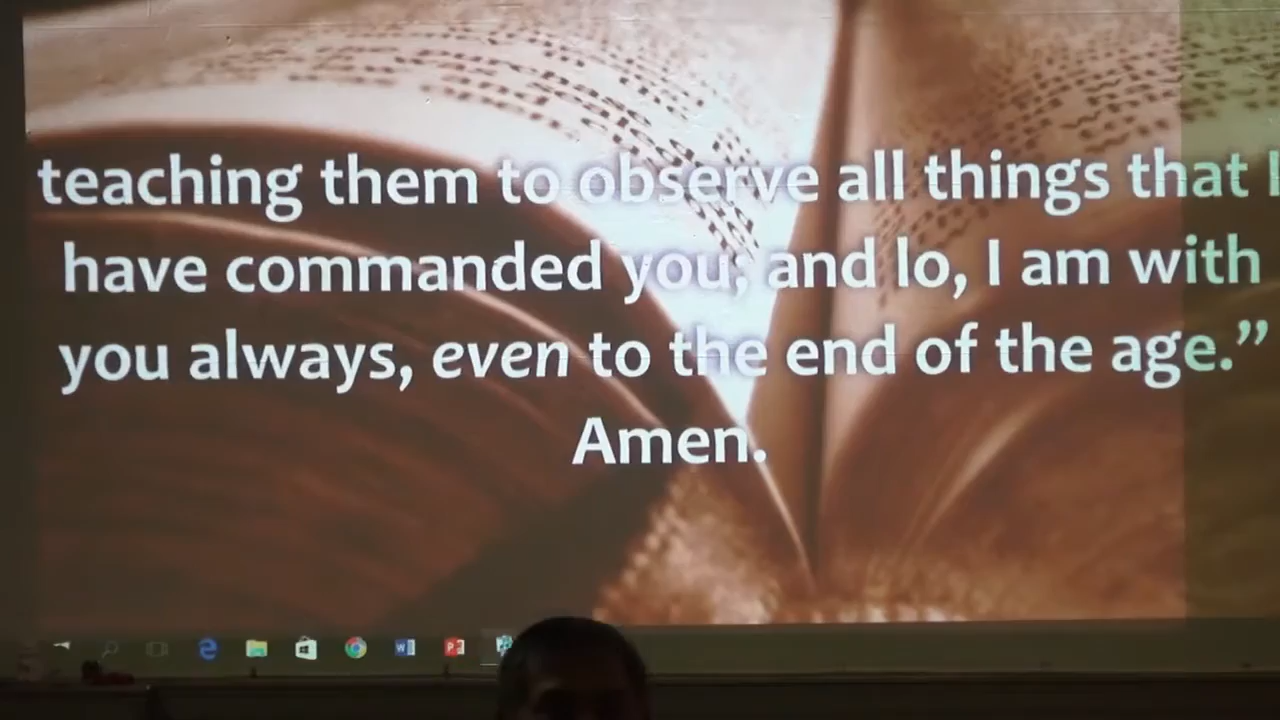 teaching them to observe all things that I
have commanded you; and lo, I am with
you always, even to the end of the age.”
Amen.